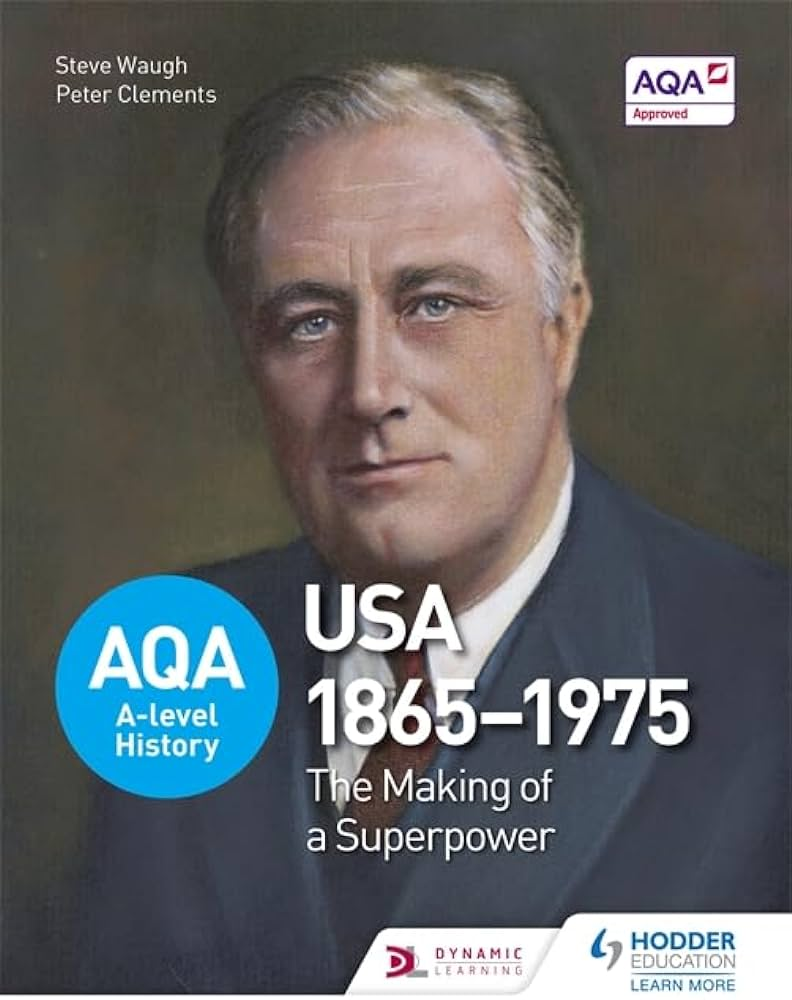 Steve Waugh
Peter Clements
AQA
Approved
AQA
A-level
History
USA
1865–1975
The Making of
a Superpower
DL DYNAMIC
LEARNING
HODDER
EDUCATION
LEARN MORE